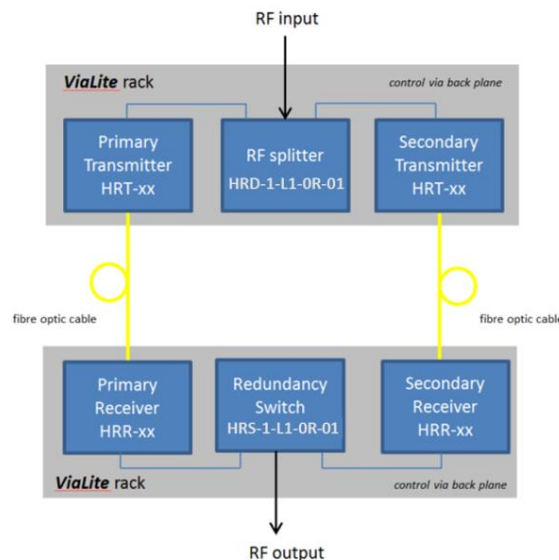 RF input
ViaLite rack
control via back plane
Primary
Transmitter
HRT-xx
RF splitter
HRD-1-L1-0R-01
Secondary
Transmitter
HRT-xx
fibre optic cable
fibre optic cable
Primary
Receiver
HRR-xx
Redundancy
Switch
HRS-1-L1-0R-01
Secondary
Receiver
HRR-xx
ViaLite rack
control via back plane
RF output